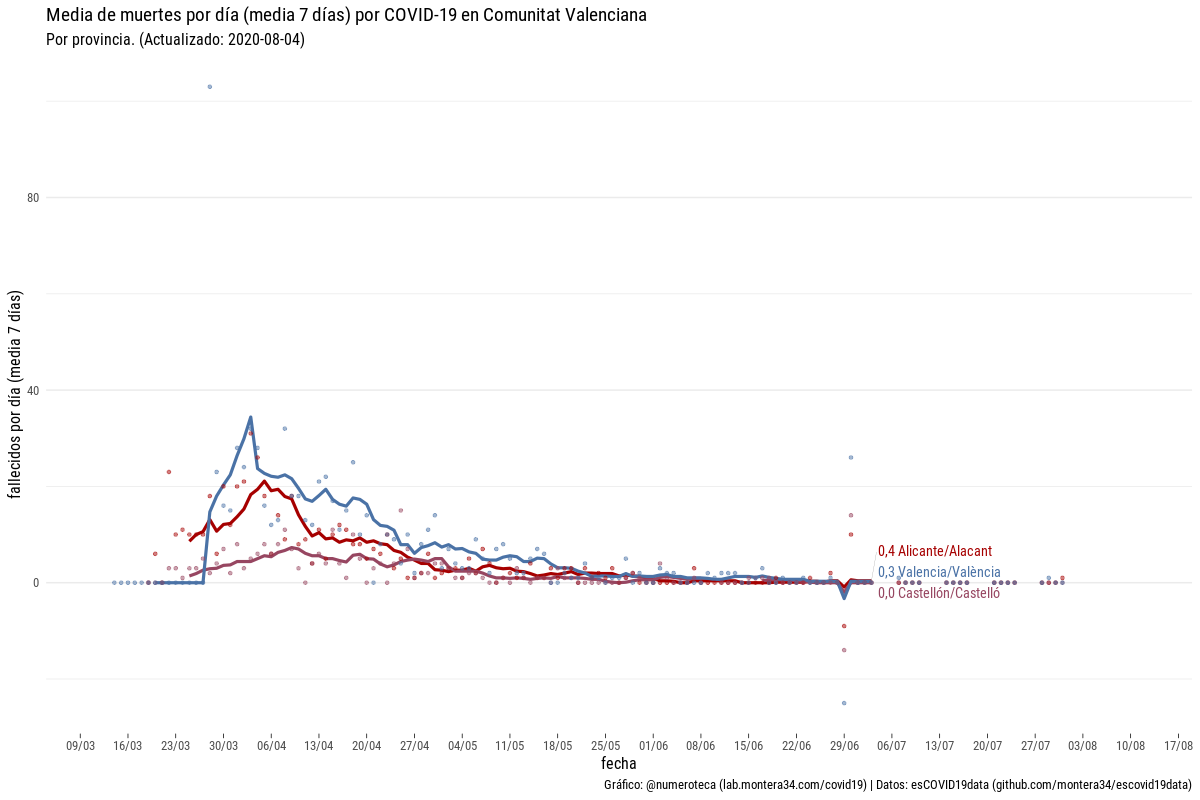 Media de muertes por día (media 7 días) por COVID-19 en Comunitat Valenciana
Por provincia. (Actualizado: 2020-08-04)
fallecidos por día (media 7 días)
80
40
0
0,4 Alicante/Alacant
0,3 Valencia/València
0,0 Castellón/Castelló
09/03 16/03 23/03 30/03 06/04 13/04 20/04 27/04 04/05 11/05 18/05 25/05 01/06 08/06 15/06 22/06 29/06 06/07 13/07 20/07 27/07 03/08 10/08 17/08
fecha
Gráfico: @numeroteca (lab.montera34.com/covid19) | Datos: esCOVID19data (github.com/montera34/escovid19data)